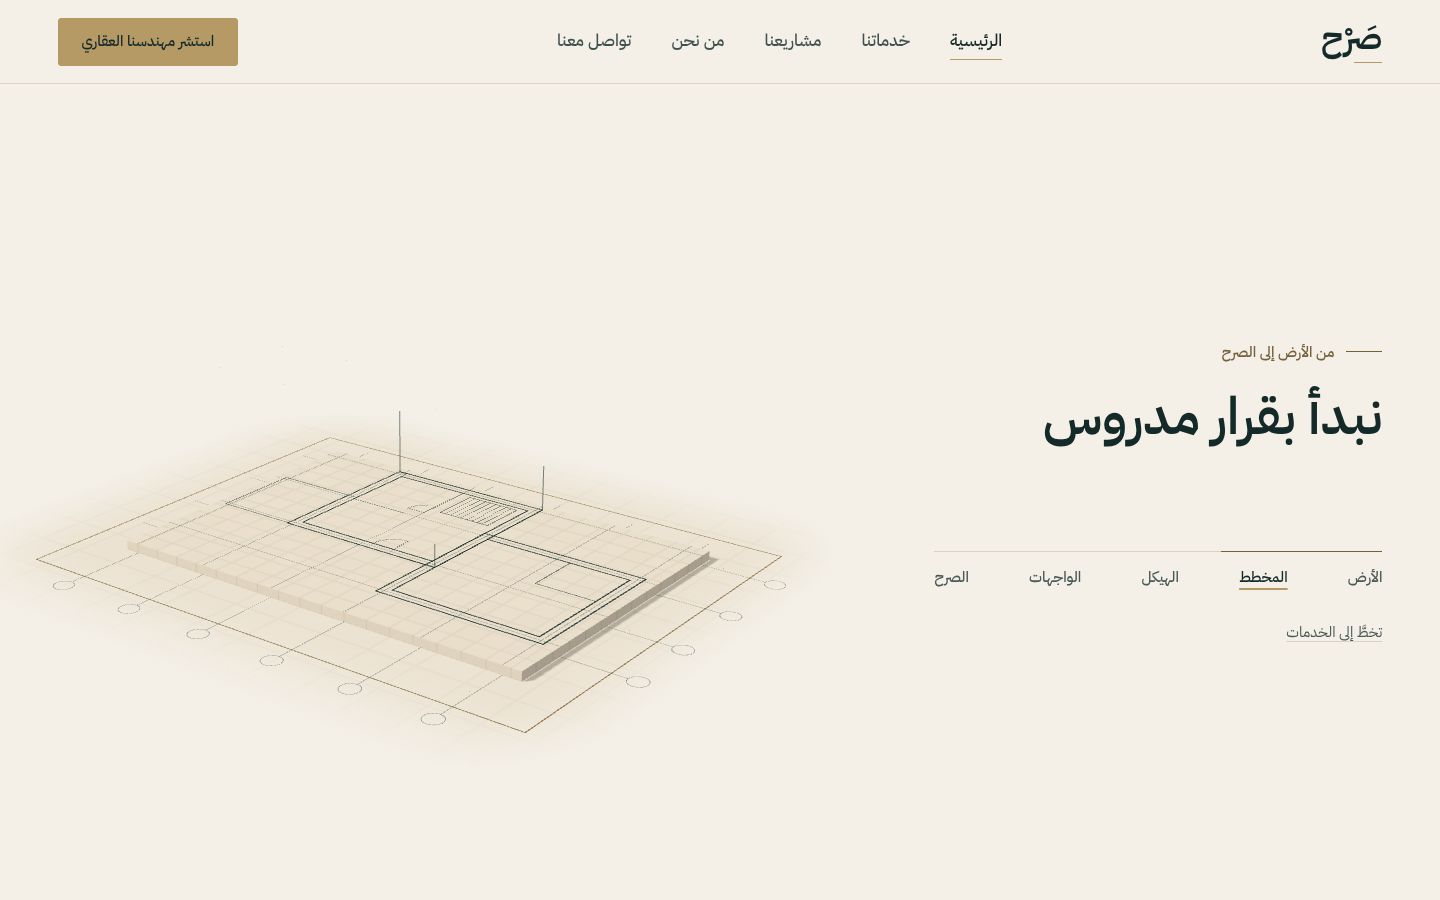 صَرْح
الرئيسية
خدماتنا
مشاريعنا
من نحن
تواصل معنا
استشر مهندسنا العقاري
من الأرض إلى الصرح
نبدأ بقرار مدروس
الأرض
المخطط
الهيكل
الواجهات
الصرح
تخطَّ إلى الخدمات